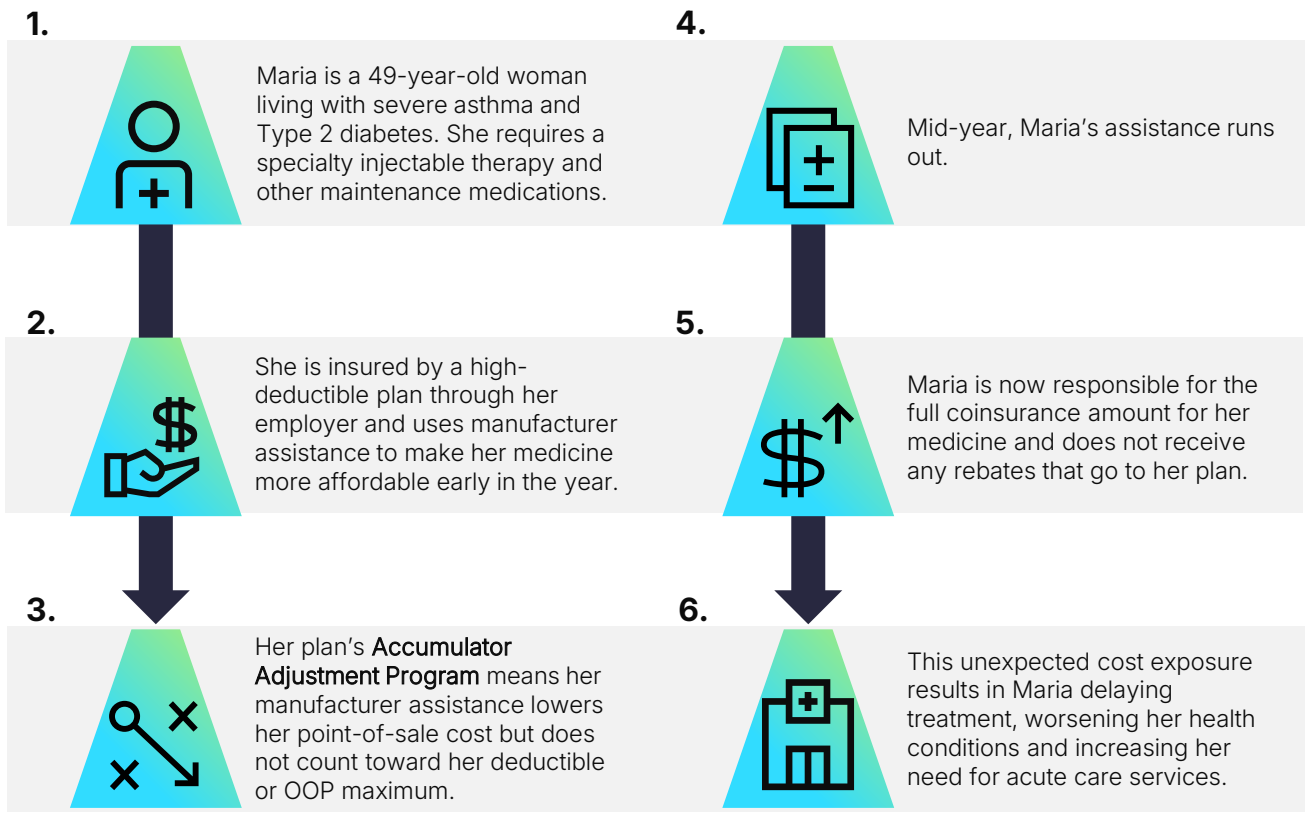 1.
Maria is a 49-year-old woman
living with severe asthma and
Type 2 diabetes. She requires a
specialty injectable therapy and
other maintenance medications.
2.
She is insured by a high-
deductible plan through her
employer and uses manufacturer
assistance to make her medicine
more affordable early in the year.
3.
Her plan’s Accumulator
Adjustment Program means her
manufacturer assistance lowers
her point-of-sale cost but does
not count toward her deductible
or OOP maximum.
4.
Mid-year, Maria’s assistance runs
out.
5.
Maria is now responsible for the
full coinsurance amount for her
medicine and does not receive
any rebates that go to her plan.
6.
This unexpected cost exposure
results in Maria delaying
treatment, worsening her health
conditions and increasing her
need for acute care services.